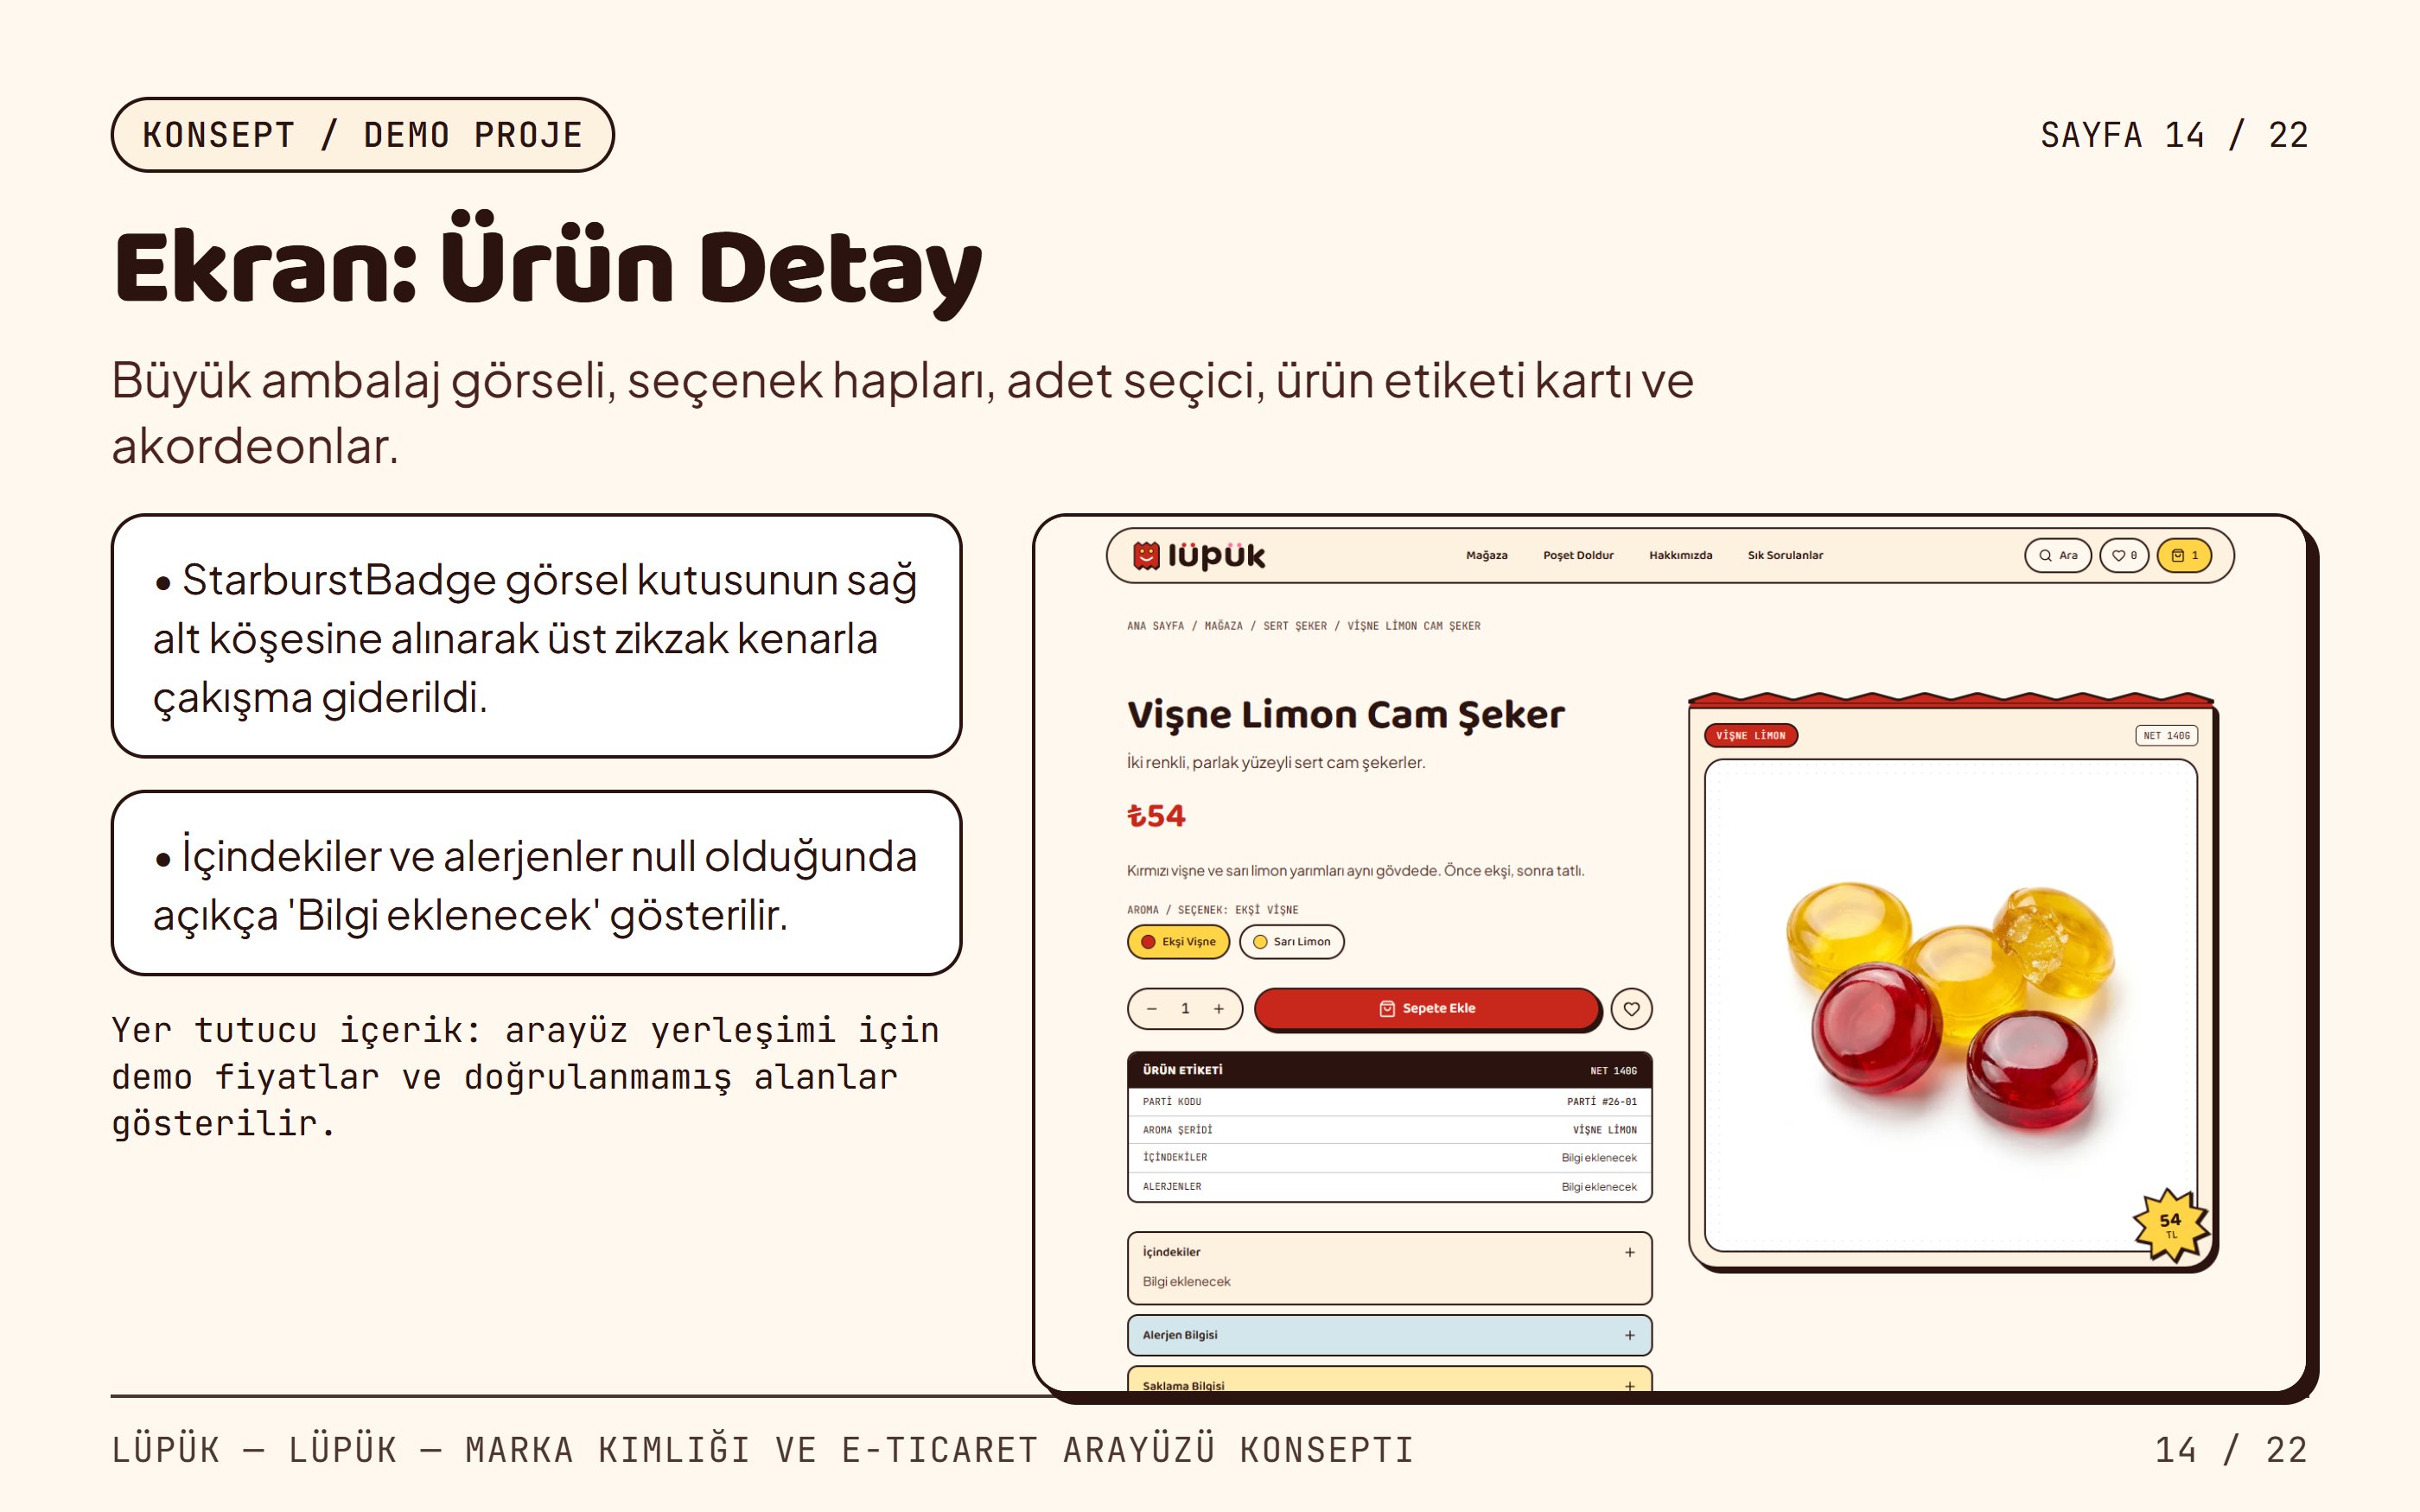 KONSEPT / DEMO PROJE
SAYFA 14 / 22
Ekran: Ürün Detay
Büyük ambalaj görseli, seçenek hapları, adet seçici, ürün etiketi kartı ve
akordeonlar.
• StarburstBadge görsel kutusunun sağ
alt köşesine alınarak üst zikzak kenarla
çakışma giderildi.
• İçindekiler ve alerjenler null olduğunda
açıkça 'Bilgi eklenecek' gösterilir.
Yer tutucu içerik: arayüz yerleşimi için
demo fiyatlar ve doğrulanmamış alanlar
gösterilir.
lüpük
Mağaza Poşet Doldur Hakkımızda Sık Sorulanlar
Ara 0 1
ANA SAYFA / MAĞAZA / SERT ŞEKER / VİŞNE LİMON CAM ŞEKER
Vişne Limon Cam Şeker
İki renkli, parlak yüzeyli sert cam şekerler.
₺54
Kırmızı vişne ve sarı limon yarımları aynı gövdede. Önce ekşi, sonra tatlı.
AROMA / SEÇENEK: EKŞİ VİŞNE
Ekşi Vişne Sarı Limon
− 1 + Sepete Ekle
ÜRÜN ETİKETİ NET 140G
PARTİ KODU PARTİ #26-01
AROMA ŞERİDİ VİŞNE LİMON
İÇİNDEKİLER Bilgi eklenecek
ALERJENLER Bilgi eklenecek
İçindekiler +
Bilgi eklenecek
Alerjen Bilgisi +
Saklama Bilgisi +
VİŞNE LİMON NET 140G
54
TL
LÜPÜK — LÜPÜK — MARKA KIMLIĞI VE E-TICARET ARAYÜZÜ KONSEPTI
14 / 22